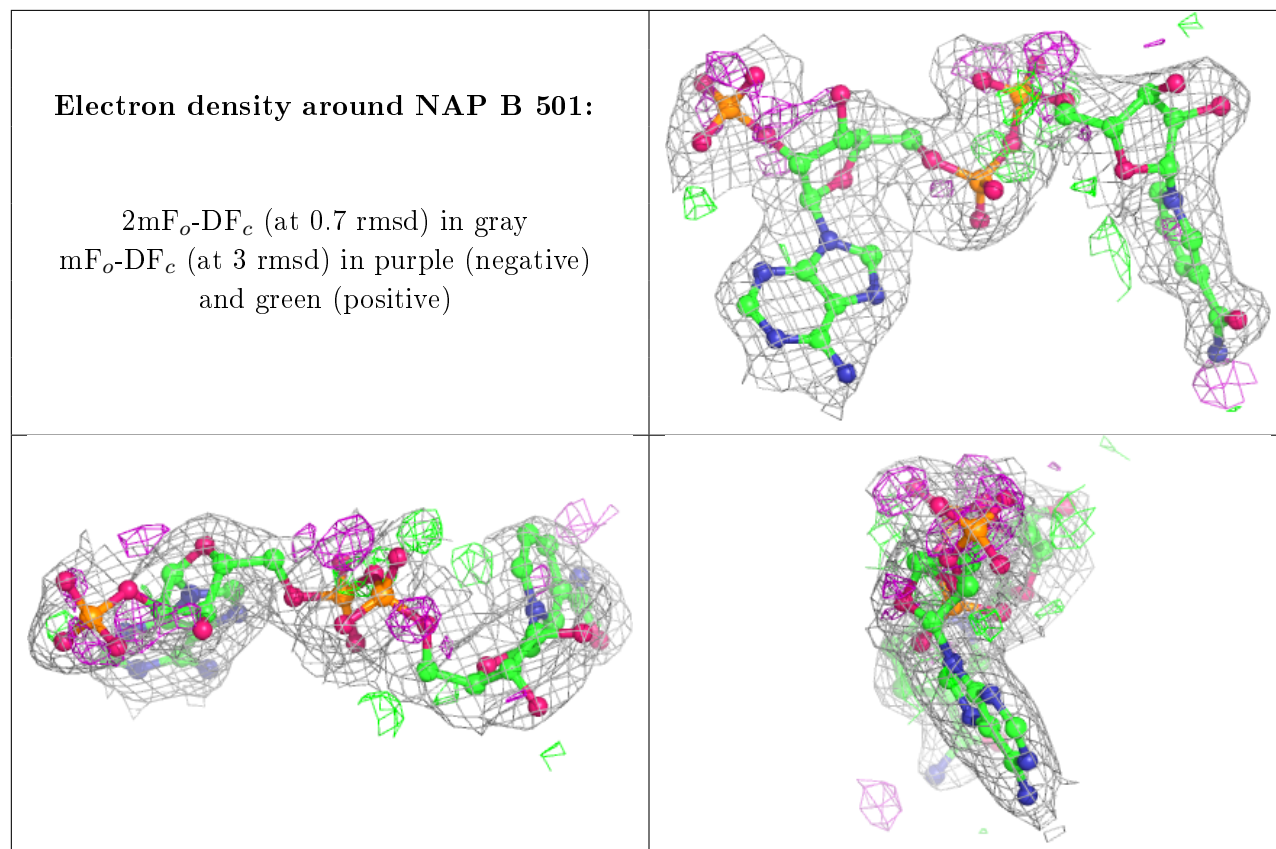 Electron density around NAP B 501:
2mFo-DFc (at 0.7 rmsd) in gray
mFo-DFc (at 3 rmsd) in purple (negative)
and green (positive)